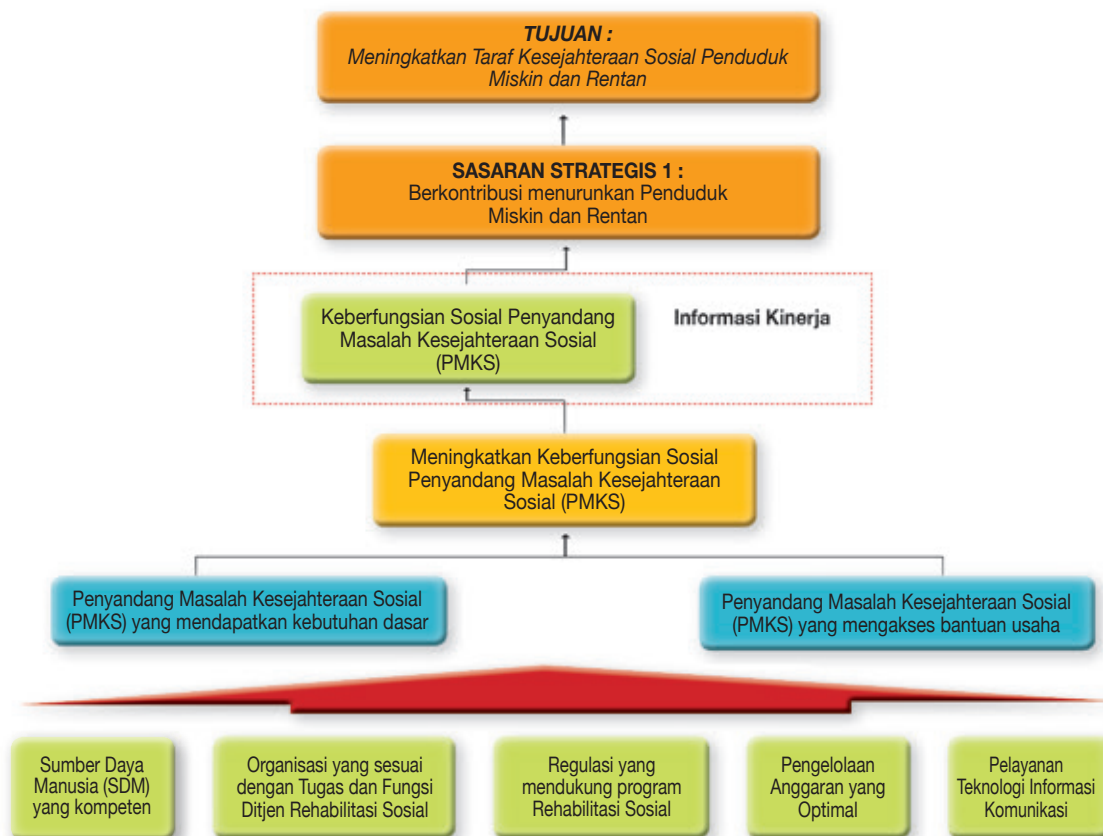 TUJUAN :
Meningkatkan Taraf Kesejahteraan Sosial Penduduk
Miskin dan Rentan
SASARAN STRATEGIS 1 :
Berkontribusi menurunkan Penduduk
Miskin dan Rentan
Keberfungsian Sosial Penyandang
Masalah Kesejahteraan Sosial
(PMKS)
Informasi Kinerja
Meningkatkan Keberfungsian Sosial
Penyandang Masalah Kesejahteraan
Sosial (PMKS)
Penyandang Masalah Kesejahteraan Sosial
(PMKS) yang mendapatkan kebutuhan dasar
Penyandang Masalah Kesejahteraan Sosial
(PMKS) yang mengakses bantuan usaha
Sumber Daya
Manusia (SDM)
yang kompeten
Organisasi yang sesuai
dengan Tugas dan Fungsi
Ditjen Rehabilitasi Sosial
Regulasi yang
mendukung program
Rehabilitasi Sosial
Pengelolaan
Anggaran yang
Optimal
Pelayanan
Teknologi Informasi
Komunikasi